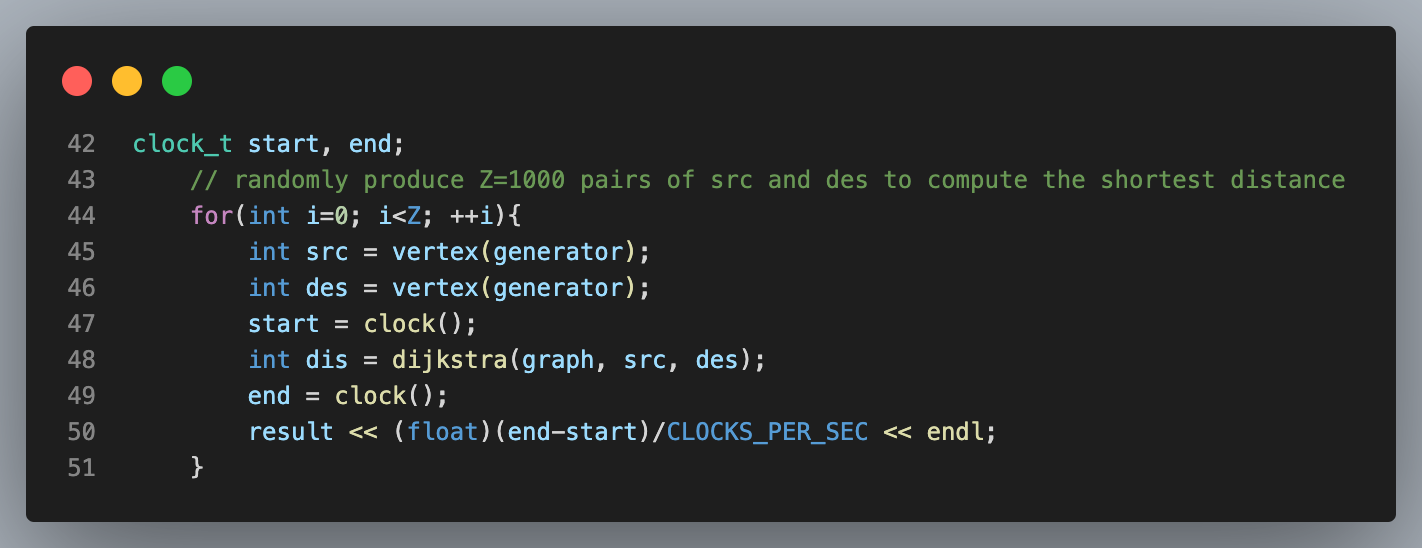 42 clock_t start, end;
43 // randomly produce Z=1000 pairs of src and des to compute the shortest distance
44 for(int i=0; i<Z; ++i){
45 int src = vertex(generator);
46 int des = vertex(generator);
47 start = clock();
48 int dis = dijkstra(graph, src, des);
49 end = clock();
50 result << (float)(end-start)/CLOCKS_PER_SEC << endl;
51 }